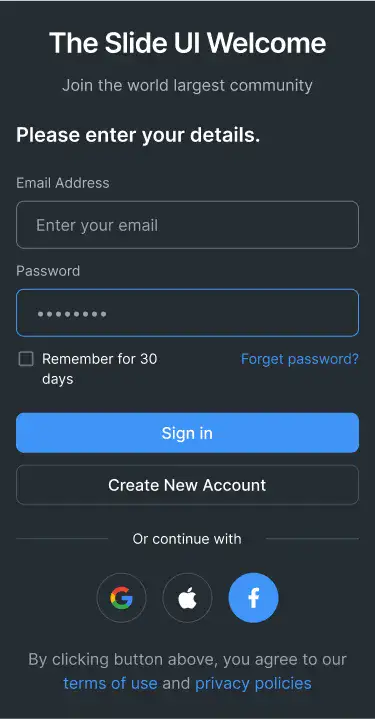 The Slide UI Welcome
Join the world largest community
Please enter your details.
Email Address
Enter your email
Password
••••••••
Remember for 30
days
Forget password?
Sign in
Create New Account
Or continue with
By clicking button above, you agree to our
terms of use and privacy policies